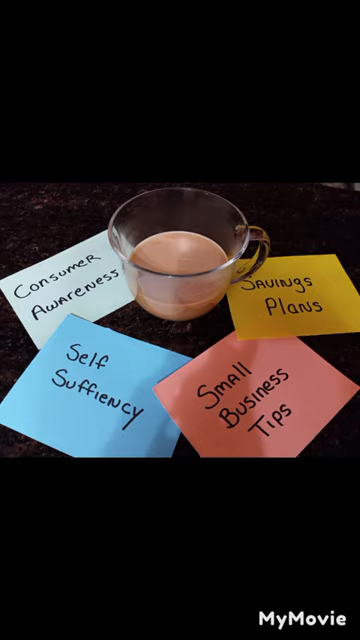 Consumer
Awareness
Savings
Plans
Self
Suffiency
Small
Business
Tips
MyMovie